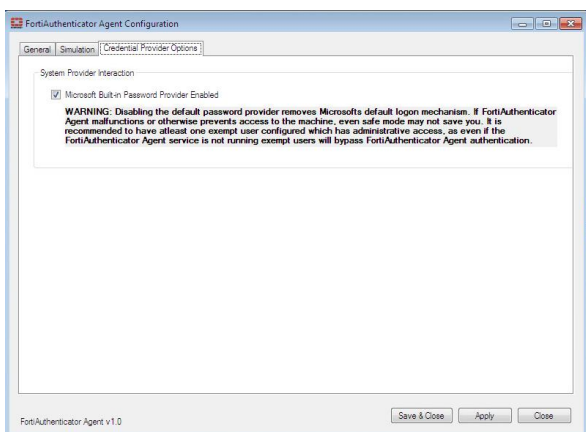 FortiAuthenticator Agent Configuration
General Simulation Credential Provider Options
System Provider Interaction
Microsoft Built-in Password Provider Enabled
WARNING: Disabling the default password provider removes Microsofts default logon mechanism. If FortiAuthenticator
Agent malfunctions or otherwise prevents access to the machine, even safe mode may not save you. It is
recommended to have atleast one exempt user configured which has administrative access, as even if the
FortiAuthenticator Agent service is not running exempt users will bypass FortiAuthenticator Agent authentication.
FortiAuthenticator Agent v1.0
Save & Close Apply Close